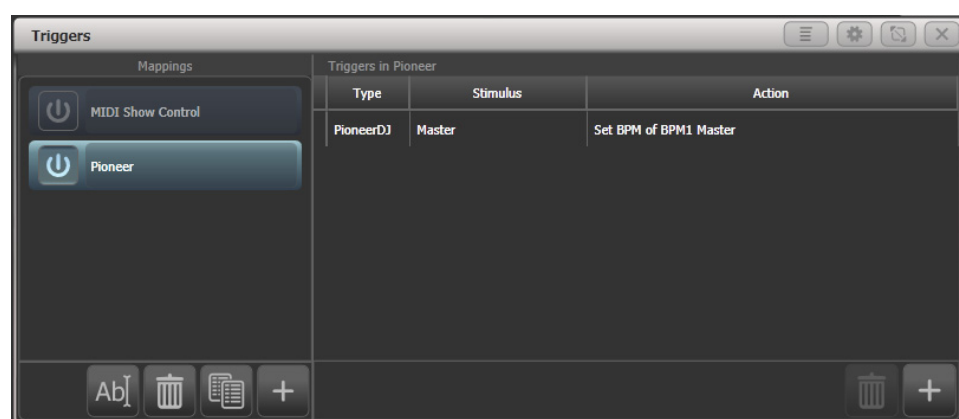 Triggers
Mappings
Triggers in Pioneer
Type Stimulus Action
MIDI Show Control
PioneerDJ Master Set BPM of BPM1 Master
Pioneer
Ab